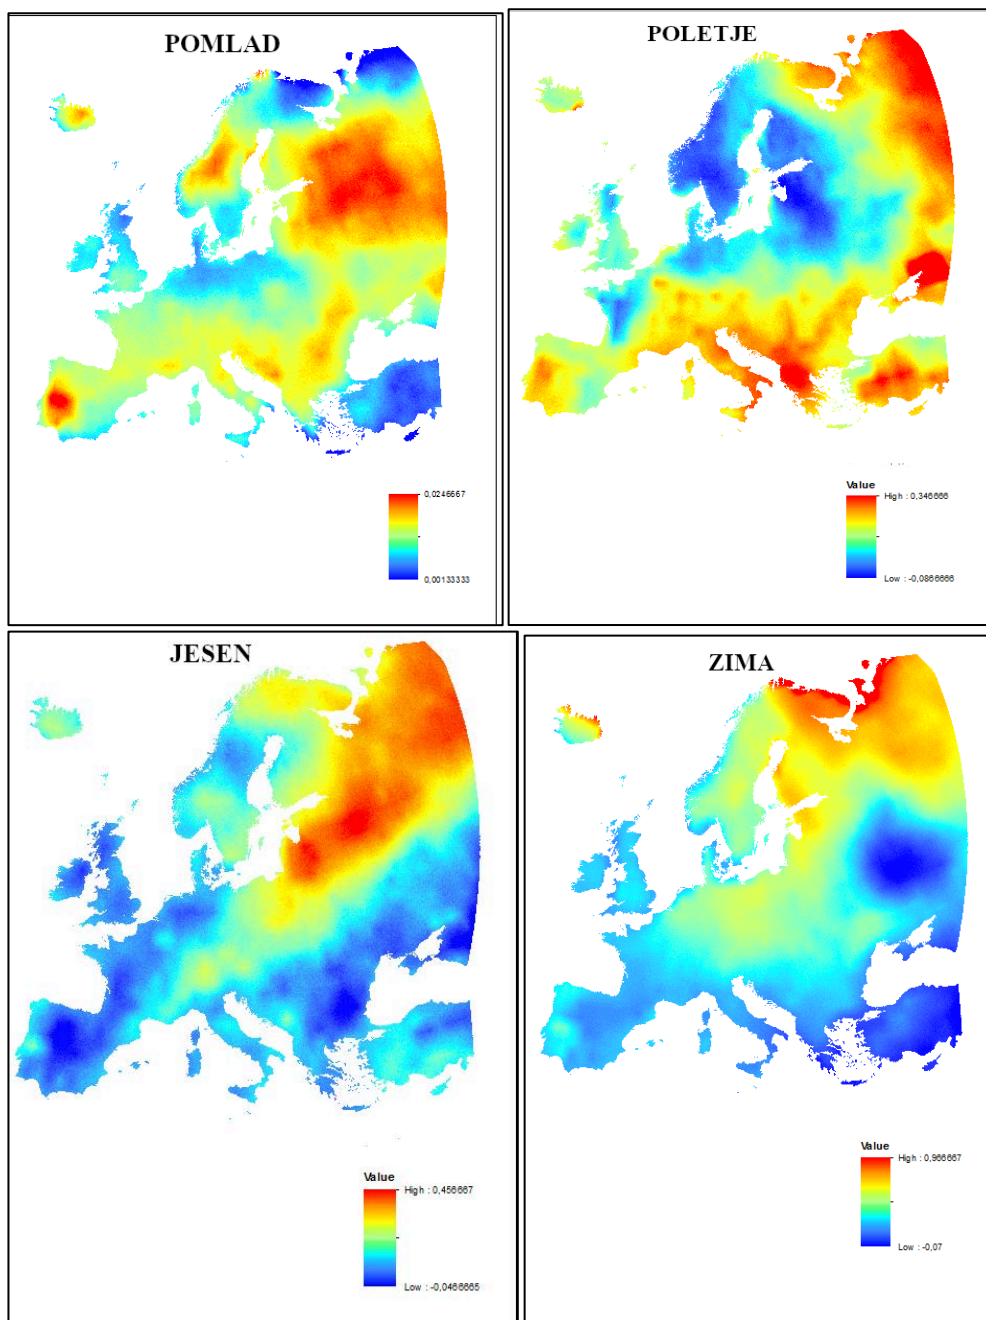 POMLAD
0,0246667
0,00133333
POLETJE
Value
High : 0,346666
Low : -0,0866666
JESEN
Value
High : 0,456667
Low : -0,0466665
ZIMA
Value
High : 0,966667
Low : -0,07